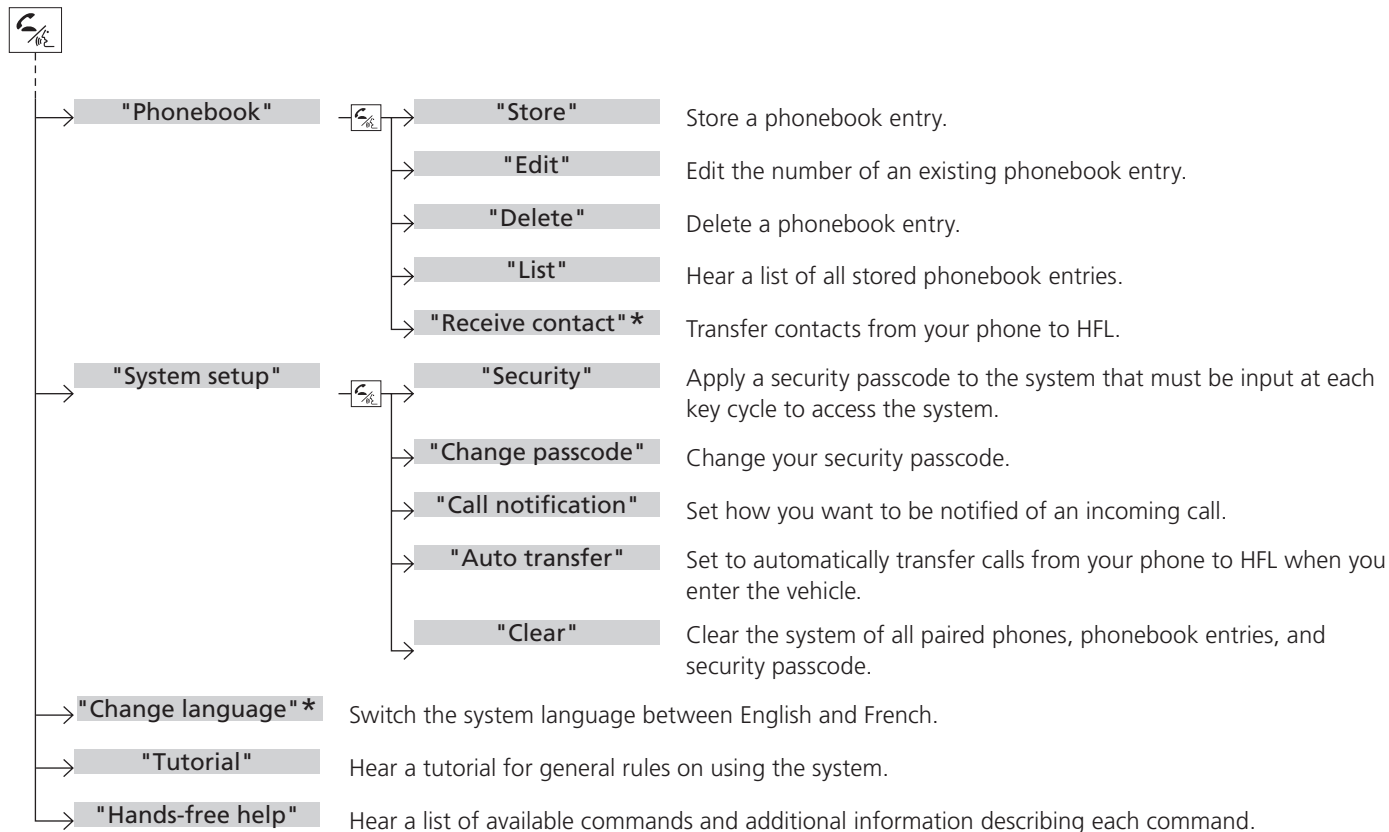 "Phonebook"
"Store"
Store a phonebook entry.
"Edit"
Edit the number of an existing phonebook entry.
"Delete"
Delete a phonebook entry.
"List"
Hear a list of all stored phonebook entries.
"Receive contact"*
Transfer contacts from your phone to HFL.
"System setup"
"Security"
Apply a security passcode to the system that must be input at each
key cycle to access the system.
"Change passcode"
Change your security passcode.
"Call notification"
Set how you want to be notified of an incoming call.
"Auto transfer"
Set to automatically transfer calls from your phone to HFL when you
enter the vehicle.
"Clear"
Clear the system of all paired phones, phonebook entries, and
security passcode.
"Change language"*
Switch the system language between English and French.
"Tutorial"
Hear a tutorial for general rules on using the system.
"Hands-free help"
Hear a list of available commands and additional information describing each command.